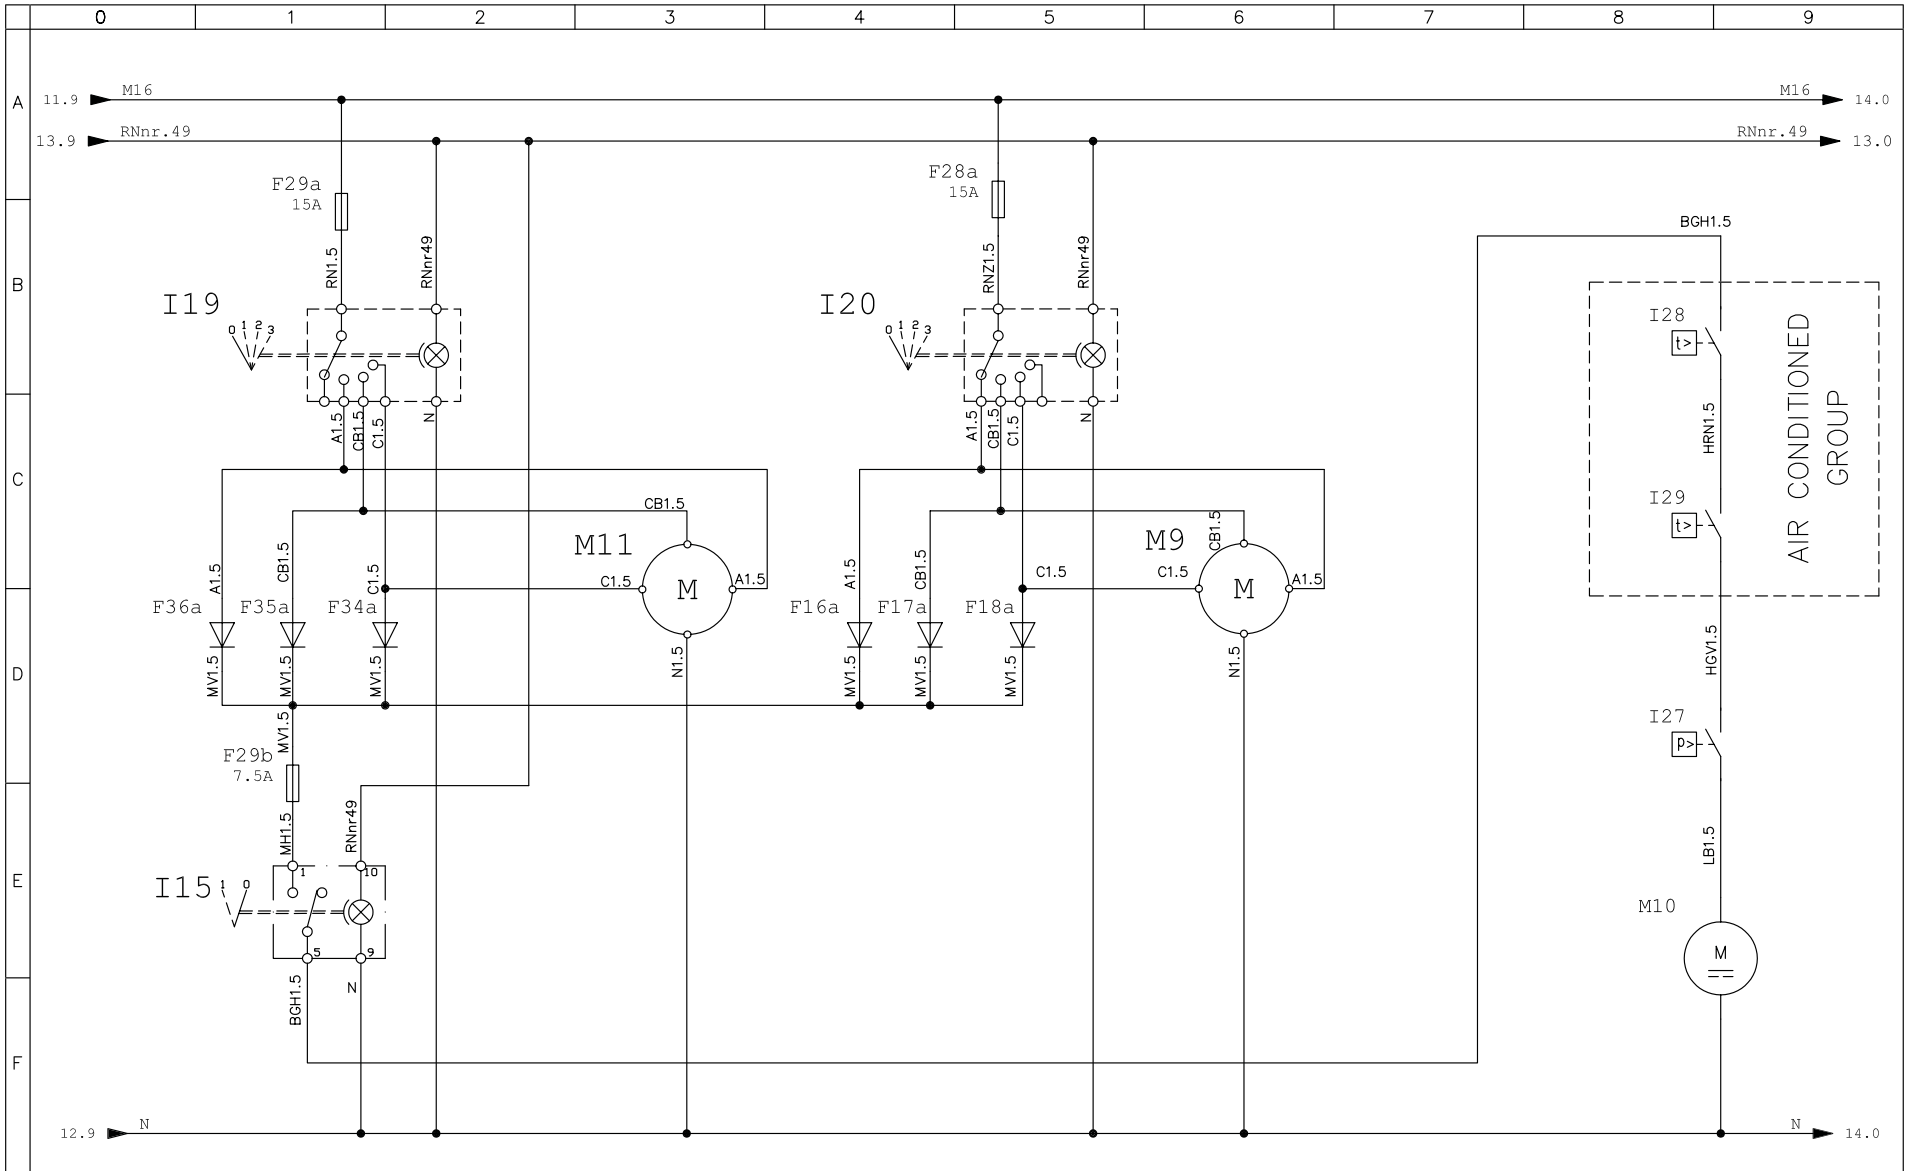 0 1 2 3 4 5 6 7 8 9
A
11.9 M16 M16 14.0
13.9 RNnr.49 RNnr.49 13.0
F29a
15A
F28a
15A
BGH1.5
B
RN1.5 RNnr49 RNZ1.5 RNnr49
I19
0 1 2 3
I20
0 1 2 3
I28
t>
A1.5 CB1.5 C1.5 N
A1.5 CB1.5 C1.5 N
HRN1.5
AIR CONDITIONED
GROUP
C
CB1.5
I29
t>
M11
M9
CB1.5
A1.5 CB1.5 C1.5
C1.5 M A1.5
A1.5 CB1.5 C1.5
C1.5 M A1.5
F36a F35a F34a
F16a F17a F18a
D
MV1.5 MV1.5 MV1.5 N1.5
MV1.5 MV1.5 MV1.5 N1.5
HGV1.5
MV1.5
I27
p>
F29b
7.5A
MH1.5 RNnr49
LB1.5
E
I15
1 0
1 10
5 9
M10
M
BGH1.5 N
F
12.9 N N 14.0